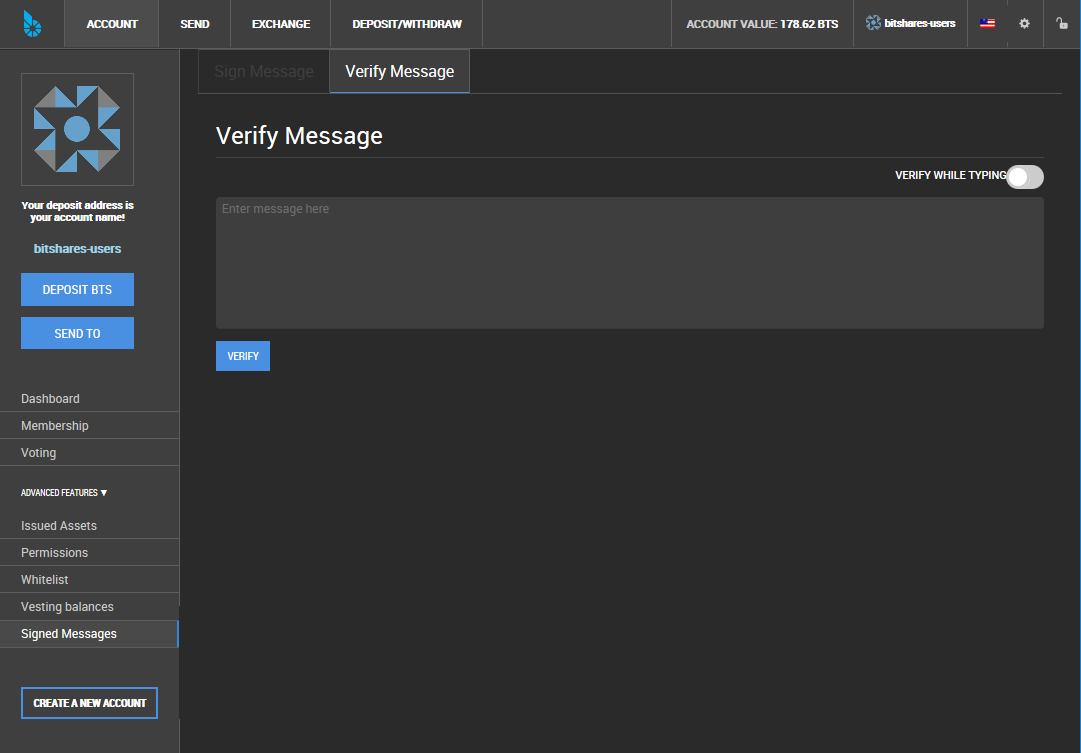 ACCOUNT
SEND
EXCHANGE
DEPOSIT/WITHDRAW
ACCOUNT VALUE: 178.62 BTS
bitshares-users
Sign Message
Verify Message
Your deposit address is
your account name!
bitshares-users
DEPOSIT BTS
SEND TO
Dashboard
Membership
Voting
ADVANCED FEATURES ▼
Issued Assets
Permissions
Whitelist
Vesting balances
Signed Messages
CREATE A NEW ACCOUNT
Verify Message
VERIFY WHILE TYPING
Enter message here
VERIFY